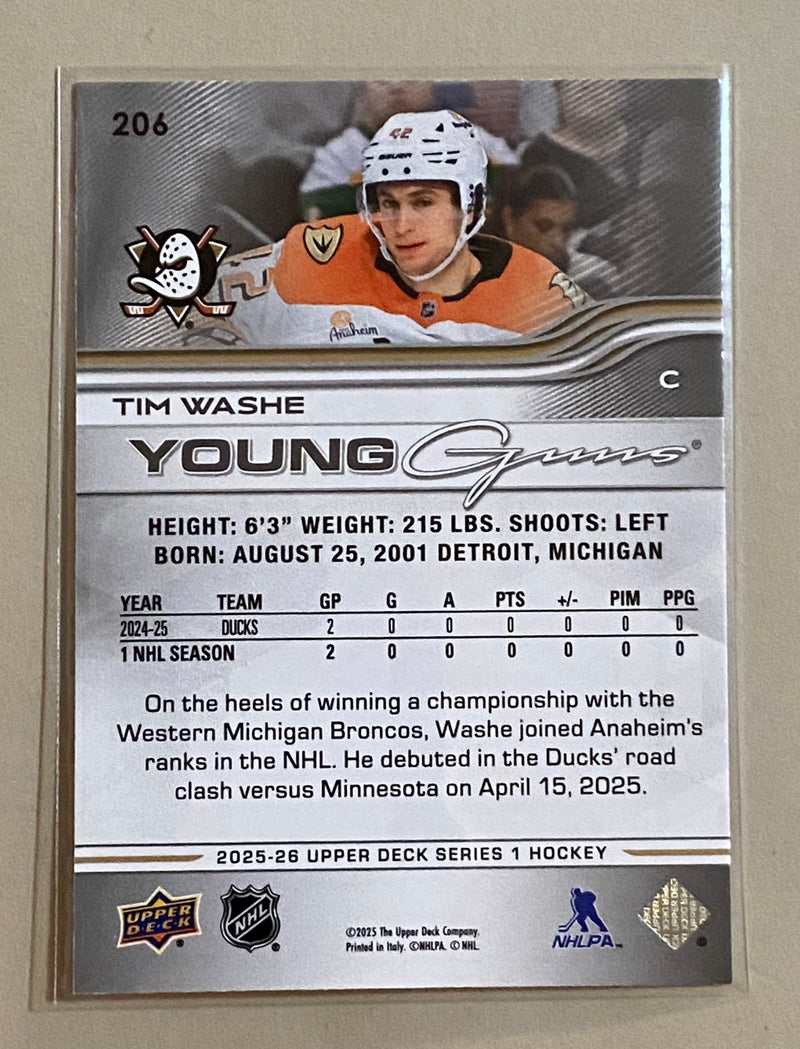 206
42
BAUER
Anaheim
C
TIM WASHE
YOUNG Guns®
HEIGHT: 6'3" WEIGHT: 215 LBS. SHOOTS: LEFT
BORN: AUGUST 25, 2001 DETROIT, MICHIGAN
YEAR TEAM GP G A PTS +/- PIM PPG
2024-25 DUCKS 2 0 0 0 0 0 0
1 NHL SEASON 2 0 0 0 0 0 0
On the heels of winning a championship with the
Western Michigan Broncos, Washe joined Anaheim's
ranks in the NHL. He debuted in the Ducks' road
clash versus Minnesota on April 15, 2025.
2025-26 UPPER DECK SERIES 1 HOCKEY
UPPER
D·E·C·K
®
NHL
®
©2025 The Upper Deck Company.
Printed in Italy. ©NHLPA. © NHL.
NHLPA™
®